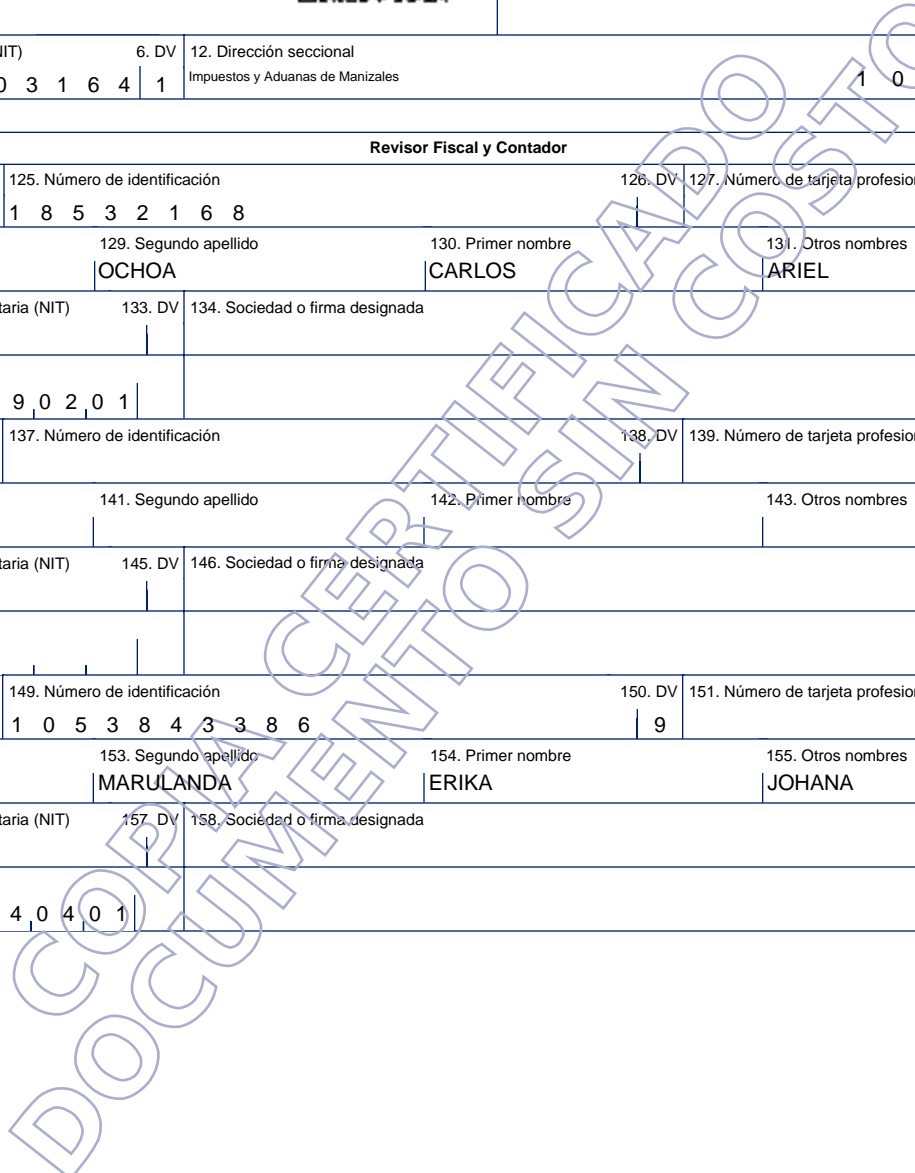 NIT) 6. DV 12. Dirección seccional
0 3 1 6 4 1 Impuestos y Aduanas de Manizales 1 0
Revisor Fiscal y Contador
125. Número de identificación 126. DV 127. Número de tarjeta profesion
1 8 5 3 2 1 6 8
129. Segundo apellido 130. Primer nombre 131. Otros nombres
OCHOA CARLOS ARIEL
taria (NIT) 133. DV 134. Sociedad o firma designada
9 0 2 0 1
137. Número de identificación 138. DV 139. Número de tarjeta profesion
141. Segundo apellido 142. Primer nombre 143. Otros nombres
taria (NIT) 145. DV 146. Sociedad o firma designada
149. Número de identificación 150. DV 151. Número de tarjeta profesion
1 0 5 3 8 4 3 3 8 6 9
153. Segundo apellido 154. Primer nombre 155. Otros nombres
MARULANDA ERIKA JOHANA
taria (NIT) 157. DV 158. Sociedad o firma designada
4 0 4 0 1
COPIA CERTIFICADO
DOCUMENTO SIN COSTO